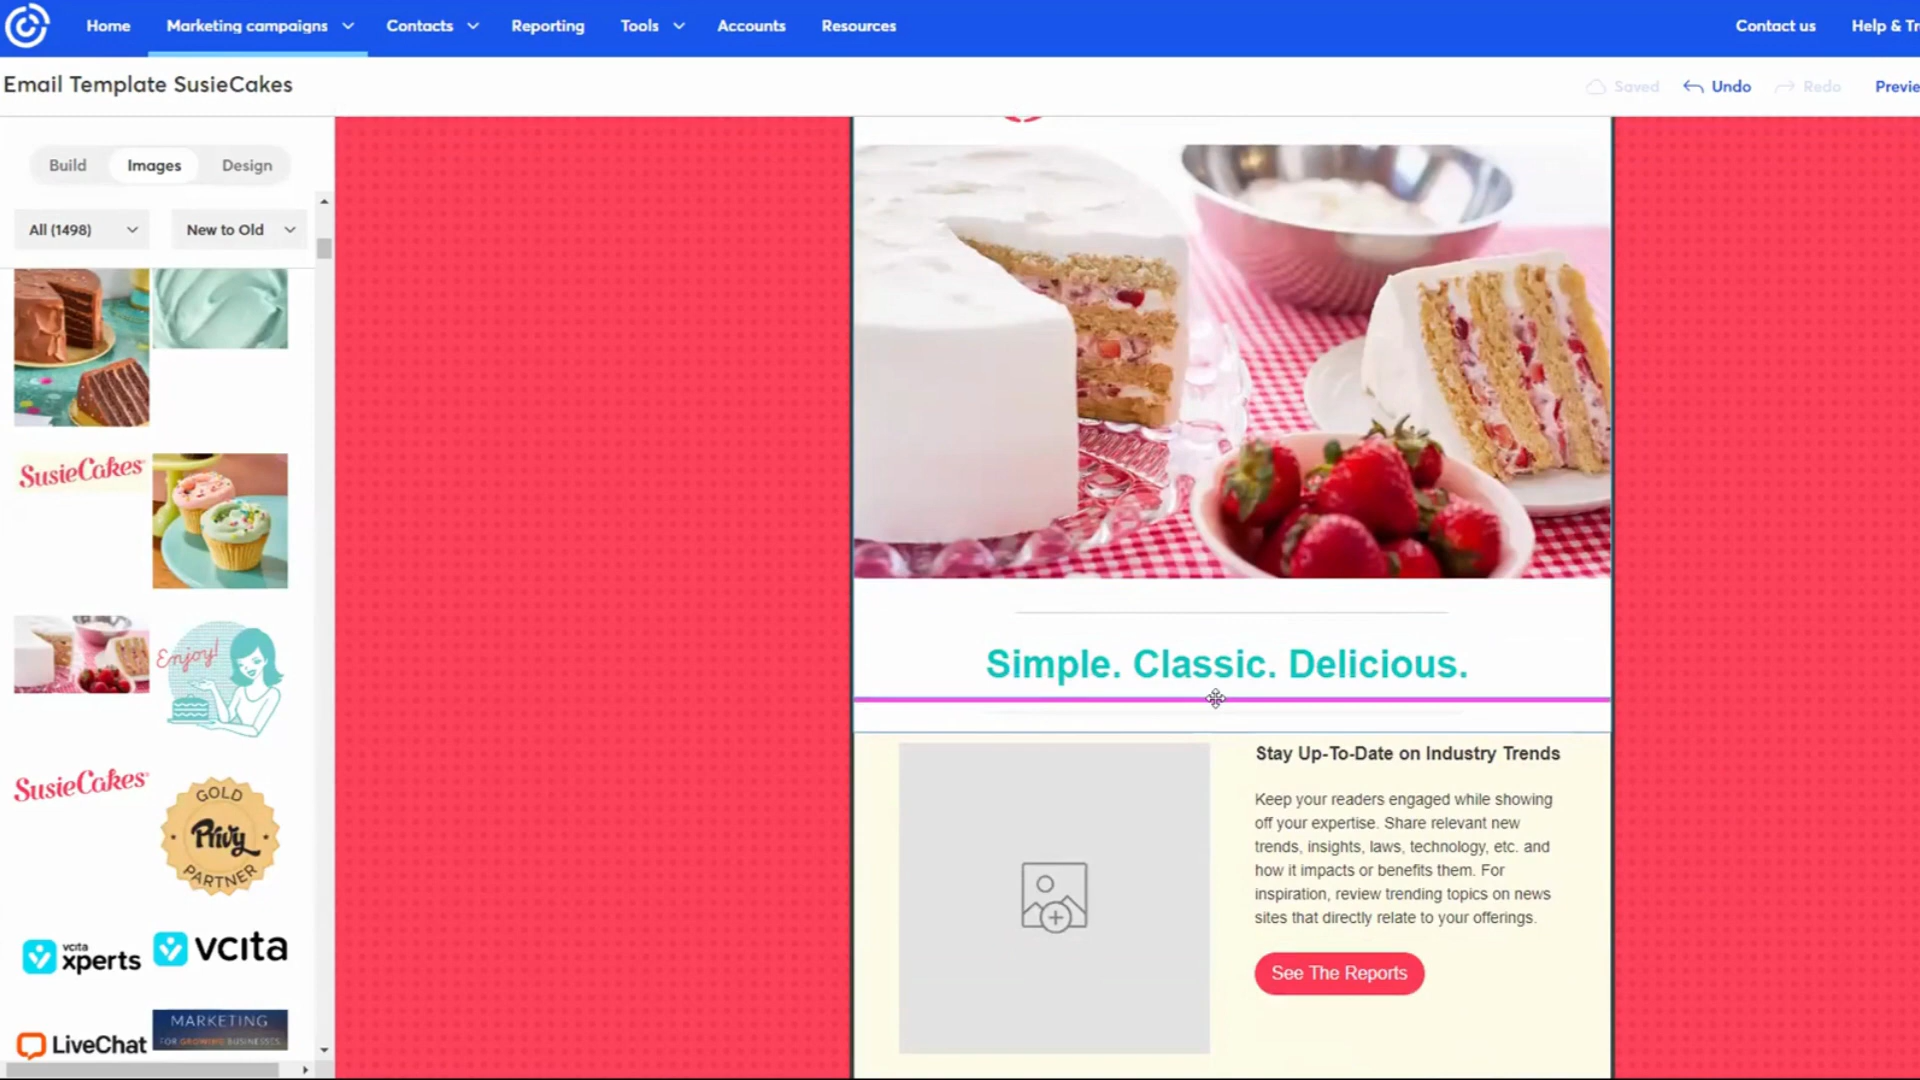 Home Marketing campaigns Contacts Reporting Tools Accounts Resources Contact us Help & Tr
Email Template SusieCakes
Saved Undo Redo Previe
Build Images Design
All (1498) New to Old
SusieCakes
Enjoy!
SusieCakes
GOLD
Privy
PARTNER
vcita
xperts
vcita
LiveChat
MARKETING
FOR GROWING BUSINESSES
Simple. Classic. Delicious.
Stay Up-To-Date on Industry Trends
Keep your readers engaged while showing
off your expertise. Share relevant new
trends, insights, laws, technology, etc. and
how it impacts or benefits them. For
inspiration, review trending topics on news
sites that directly relate to your offerings.
See The Reports